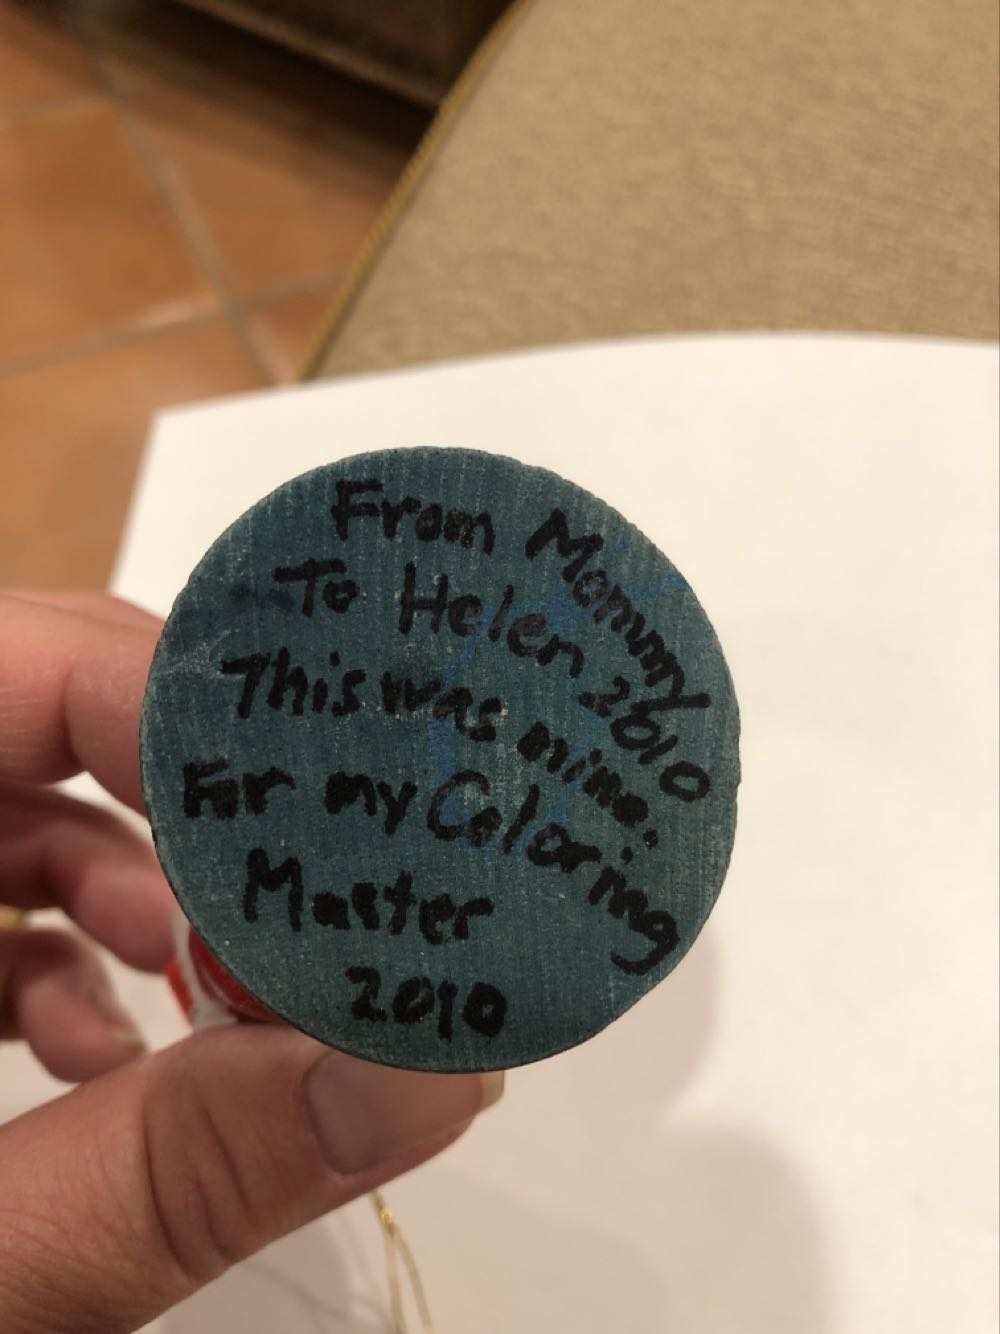 From Mommy
To Helen 2010
This was mine.
For my Coloring
Master
2010